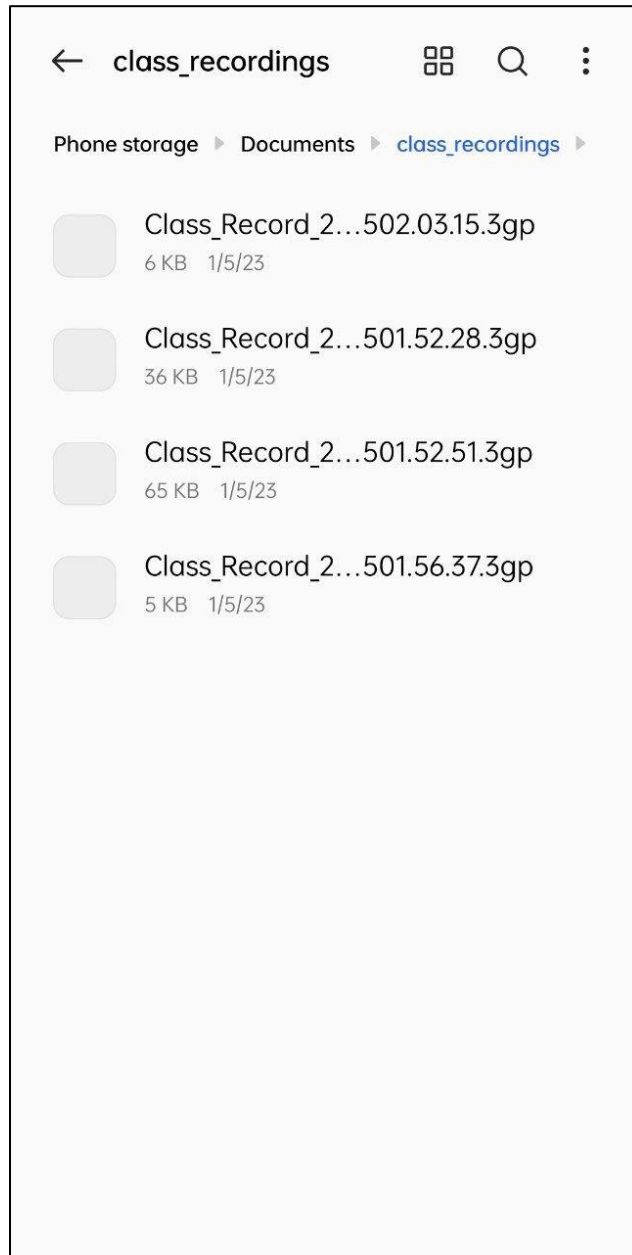 class_recordings
Phone storage Documents class_recordings
Class_Record_2...502.03.15.3gp
6 KB 1/5/23
Class_Record_2...501.52.28.3gp
36 KB 1/5/23
Class_Record_2...501.52.51.3gp
65 KB 1/5/23
Class_Record_2...501.56.37.3gp
5 KB 1/5/23